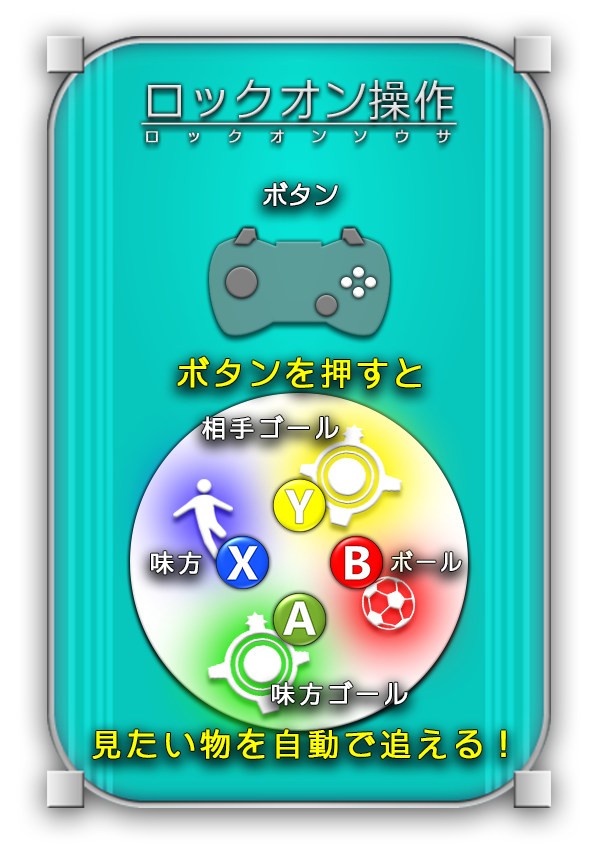 ロックオン操作
ロックオンソウサ
ボタン
ボタンを押すと
相手ゴール
Y
味方 X B ボール
A
味方ゴール
見たい物を自動で追える！